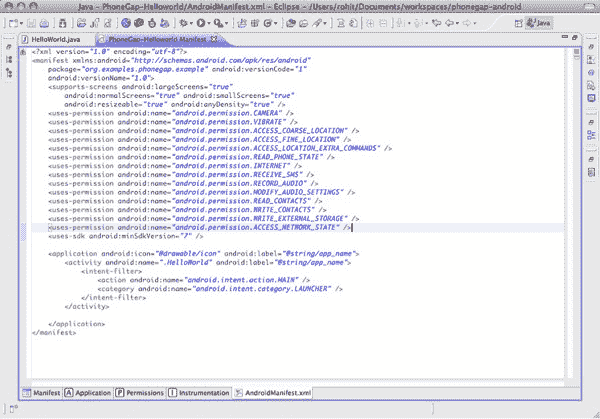 Java - PhoneGap-Helloworld/AndroidManifest.xml - Eclipse - /Users/rohit/Documents/workspaces/phonegap-android
Java
HelloWorld.java
PhoneGap-Helloworld Manifest
<?xml version="1.0" encoding="utf-8"?>
<manifest xmlns:android="http://schemas.android.com/apk/res/android"
package="org.examples.phonegap.example" android:versionCode="1"
android:versionName="1.0">
<supports-screens android:largeScreens="true"
android:normalScreens="true" android:smallScreens="true"
android:resizeable="true" android:anyDensity="true" />
<uses-permission android:name="android.permission.CAMERA" />
<uses-permission android:name="android.permission.VIBRATE" />
<uses-permission android:name="android.permission.ACCESS_COARSE_LOCATION" />
<uses-permission android:name="android.permission.ACCESS_FINE_LOCATION" />
<uses-permission android:name="android.permission.ACCESS_LOCATION_EXTRA_COMMANDS" />
<uses-permission android:name="android.permission.READ_PHONE_STATE" />
<uses-permission android:name="android.permission.INTERNET" />
<uses-permission android:name="android.permission.RECEIVE_SMS" />
<uses-permission android:name="android.permission.RECORD_AUDIO" />
<uses-permission android:name="android.permission.MODIFY_AUDIO_SETTINGS" />
<uses-permission android:name="android.permission.READ_CONTACTS" />
<uses-permission android:name="android.permission.WRITE_CONTACTS" />
<uses-permission android:name="android.permission.WRITE_EXTERNAL_STORAGE" />
<uses-permission android:name="android.permission.ACCESS_NETWORK_STATE" />
<uses-sdk android:minSdkVersion="7" />
<application android:icon="@drawable/icon" android:label="@string/app_name">
<activity android:name=".HelloWorld" android:label="@string/app_name">
<intent-filter>
<action android:name="android.intent.action.MAIN" />
<category android:name="android.intent.category.LAUNCHER" />
</intent-filter>
</activity>
</application>
</manifest>
Manifest
A Application
P Permissions
I Instrumentation
AndroidManifest.xml